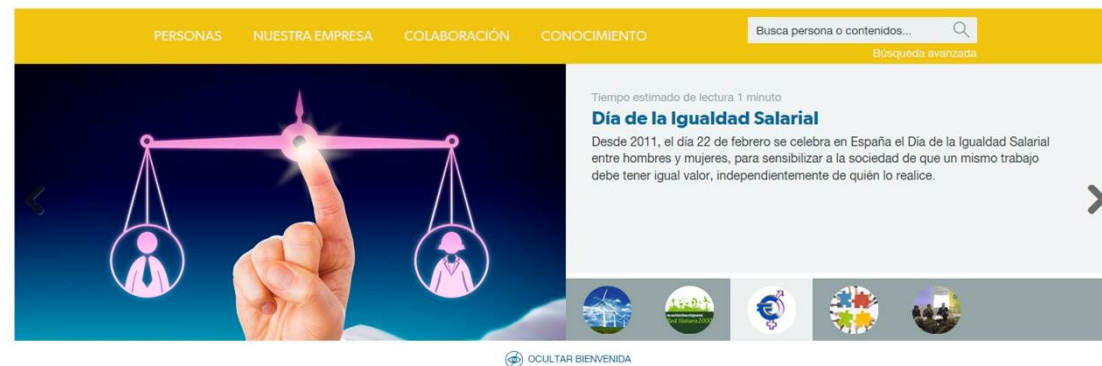 PERSONAS NUESTRA EMPRESA COLABORACIÓN CONOCIMIENTO
Busca persona o contenidos...
Búsqueda avanzada
Tiempo estimado de lectura 1 minuto
Día de la Igualdad Salarial
Desde 2011, el día 22 de febrero se celebra en España el Día de la Igualdad Salarial
entre hombres y mujeres, para sensibilizar a la sociedad de que un mismo trabajo
debe tener igual valor, independientemente de quién lo realice.
Red Natura 2000
OCULTAR BIENVENIDA